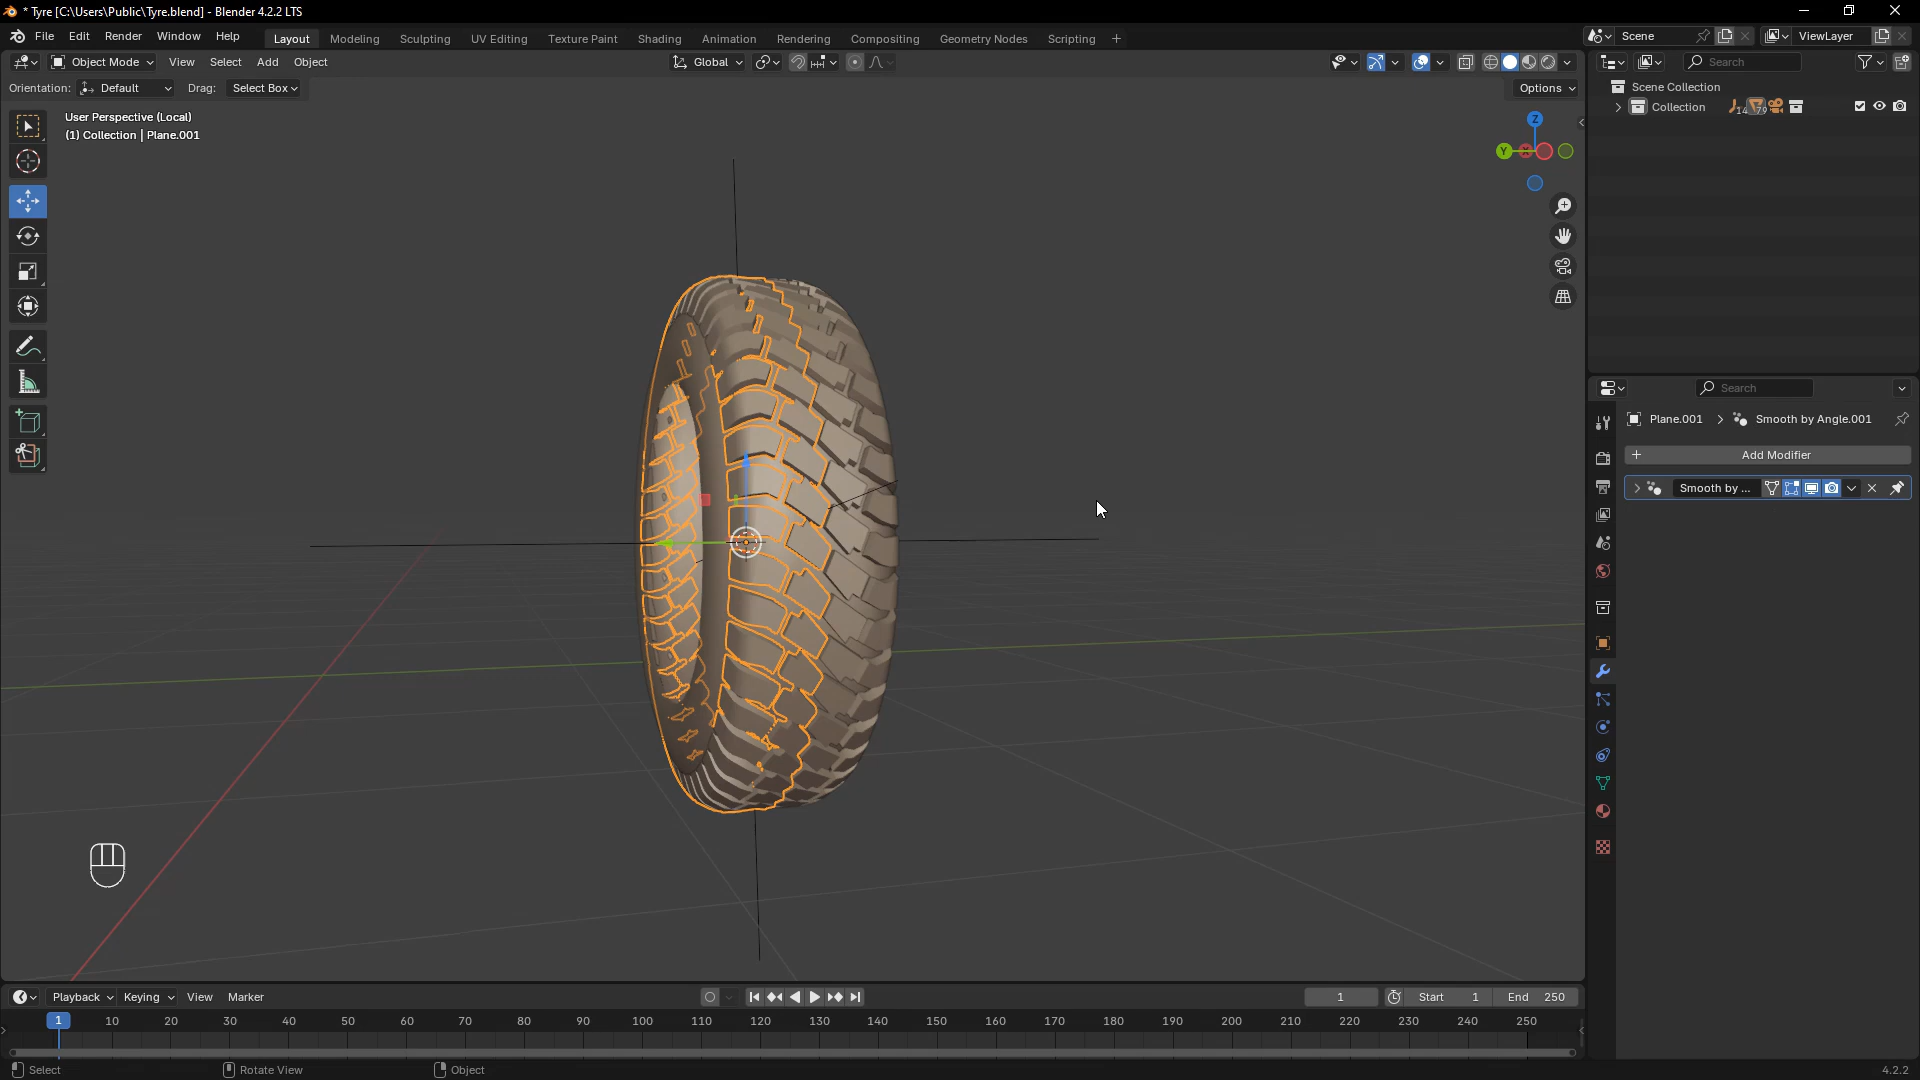 * Tyre [C:\Users\Public\Tyre.blend] - Blender 4.2.2 LTS
File Edit Render Window Help Layout Modeling Sculpting UV Editing Texture Paint Shading Animation Rendering Compositing Geometry Nodes Scripting + Scene ViewLayer
Object Mode View Select Add Object Global Search
Orientation: Default Drag: Select Box Options
Scene Collection
Collection 14 79
User Perspective (Local)
(1) Collection | Plane.001
Z
Y X
Search
Plane.001 > Smooth by Angle.001
+ Add Modifier
Smooth by ...
Playback Keying View Marker 1 Start 1 End 250
1 10 20 30 40 50 60 70 80 90 100 110 120 130 140 150 160 170 180 190 200 210 220 230 240 250
Select Rotate View Object 4.2.2